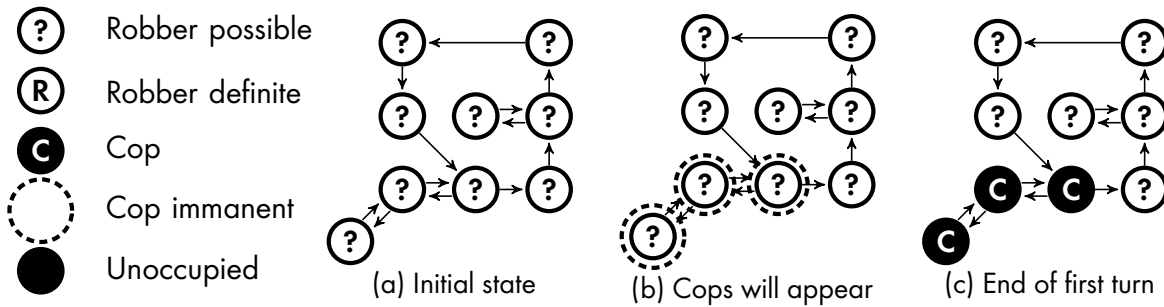 ? Robber possible
R Robber definite
C Cop
Cop immanent
Unoccupied
? ?
? ? ?
? ? ?
?
(a) Initial state
? ?
? ? ?
? ? ?
?
(b) Cops will appear
? ?
? ? ?
C C ?
C
(c) End of first turn